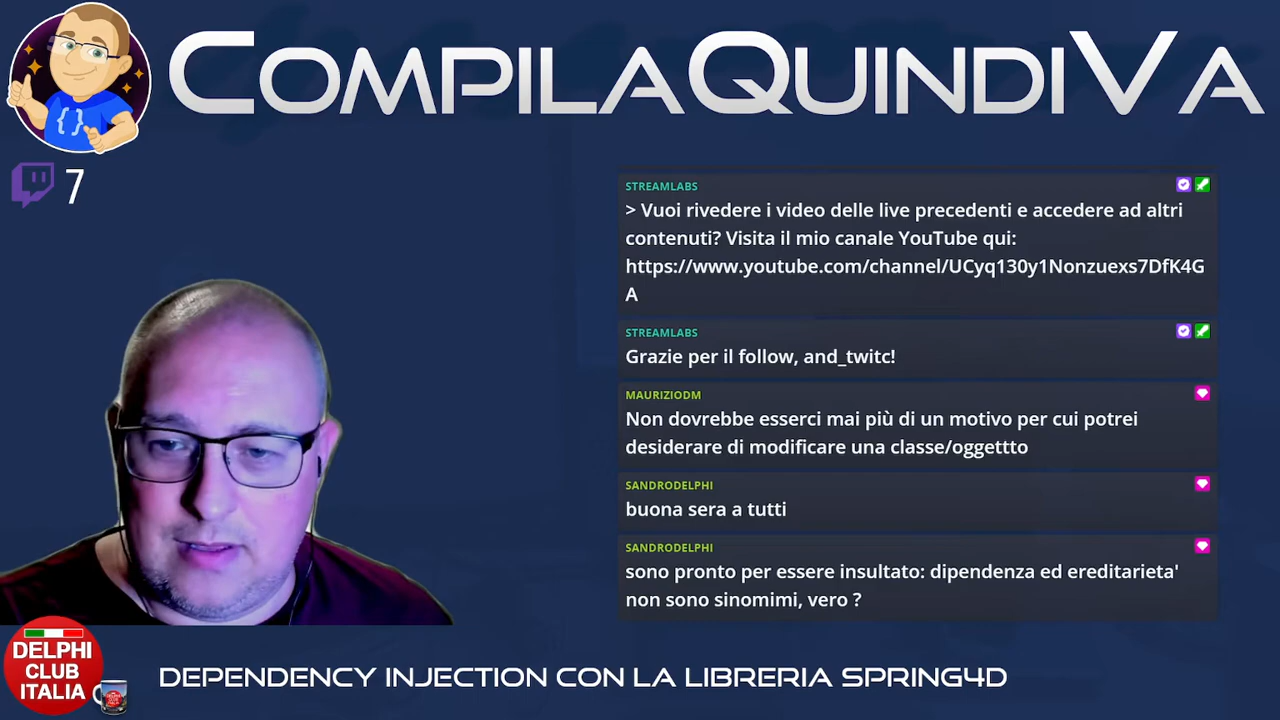 COMPILAQUINDIVA
{ }
7
STREAMLABS
> Vuoi rivedere i video delle live precedenti e accedere ad altri
contenuti? Visita il mio canale YouTube qui:
https://www.youtube.com/channel/UCyq130y1Nonzuexs7DfK4G
A
STREAMLABS
Grazie per il follow, and_twitc!
MAURIZIODM
Non dovrebbe esserci mai più di un motivo per cui potrei
desiderare di modificare una classe/oggettto
SANDRODELPHI
buona sera a tutti
SANDRODELPHI
sono pronto per essere insultato: dipendenza ed ereditarieta'
non sono sinomimi, vero ?
DELPHI
CLUB
ITALIA
DEPENDENCY INJECTION CON LA LIBRERIA SPRING4D